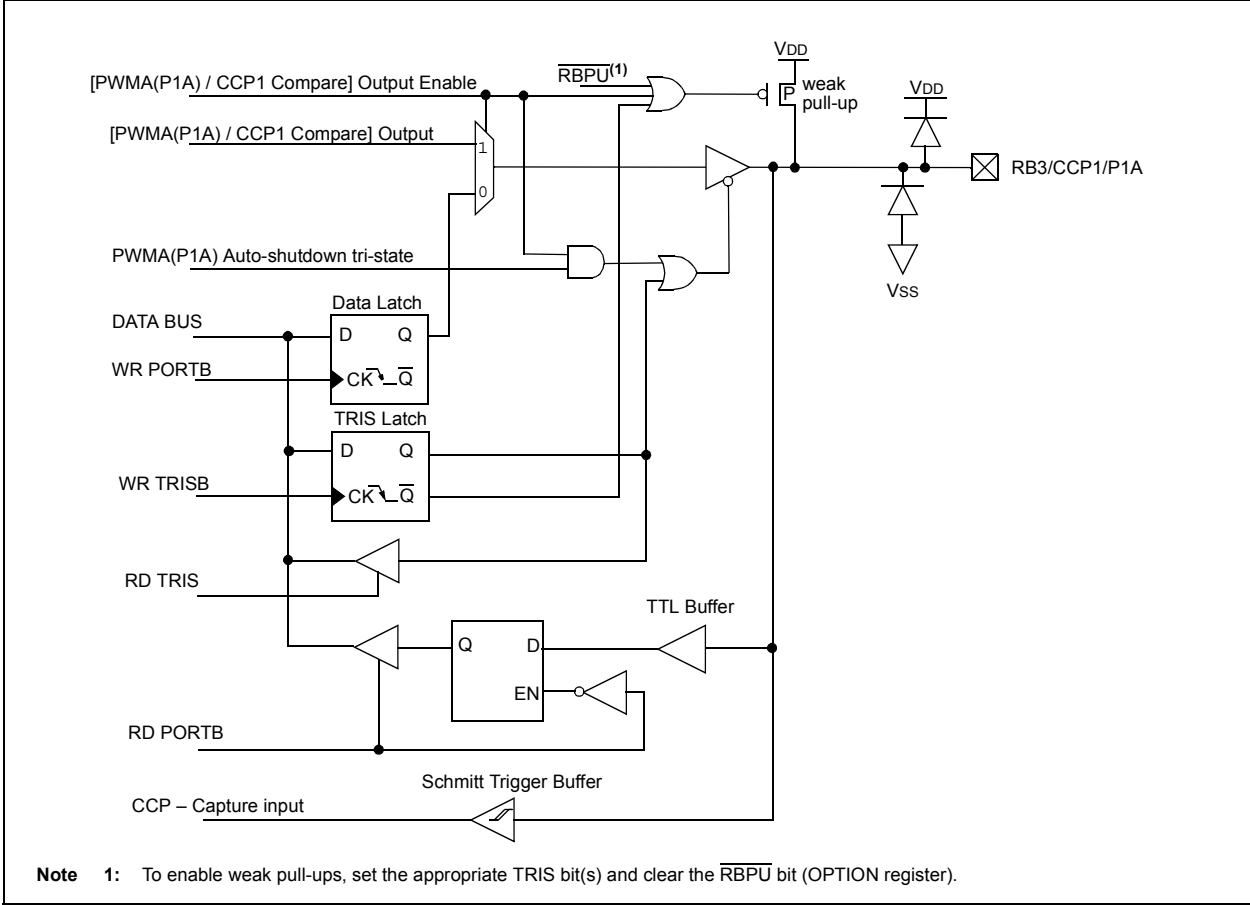 VDD
RBPU(1)
weak
pull-up
[PWMA(P1A) / CCP1 Compare] Output Enable
P
VDD
[PWMA(P1A) / CCP1 Compare] Output
1
RB3/CCP1/P1A
0
PWMA(P1A) Auto-shutdown tri-state
VSS
Data Latch
DATA BUS
D Q
WR PORTB
CK Q
TRIS Latch
D Q
WR TRISB
CK Q
RD TRIS
TTL Buffer
Q D
EN
RD PORTB
Schmitt Trigger Buffer
CCP – Capture input
Note 1: To enable weak pull-ups, set the appropriate TRIS bit(s) and clear the RBPU bit (OPTION register).